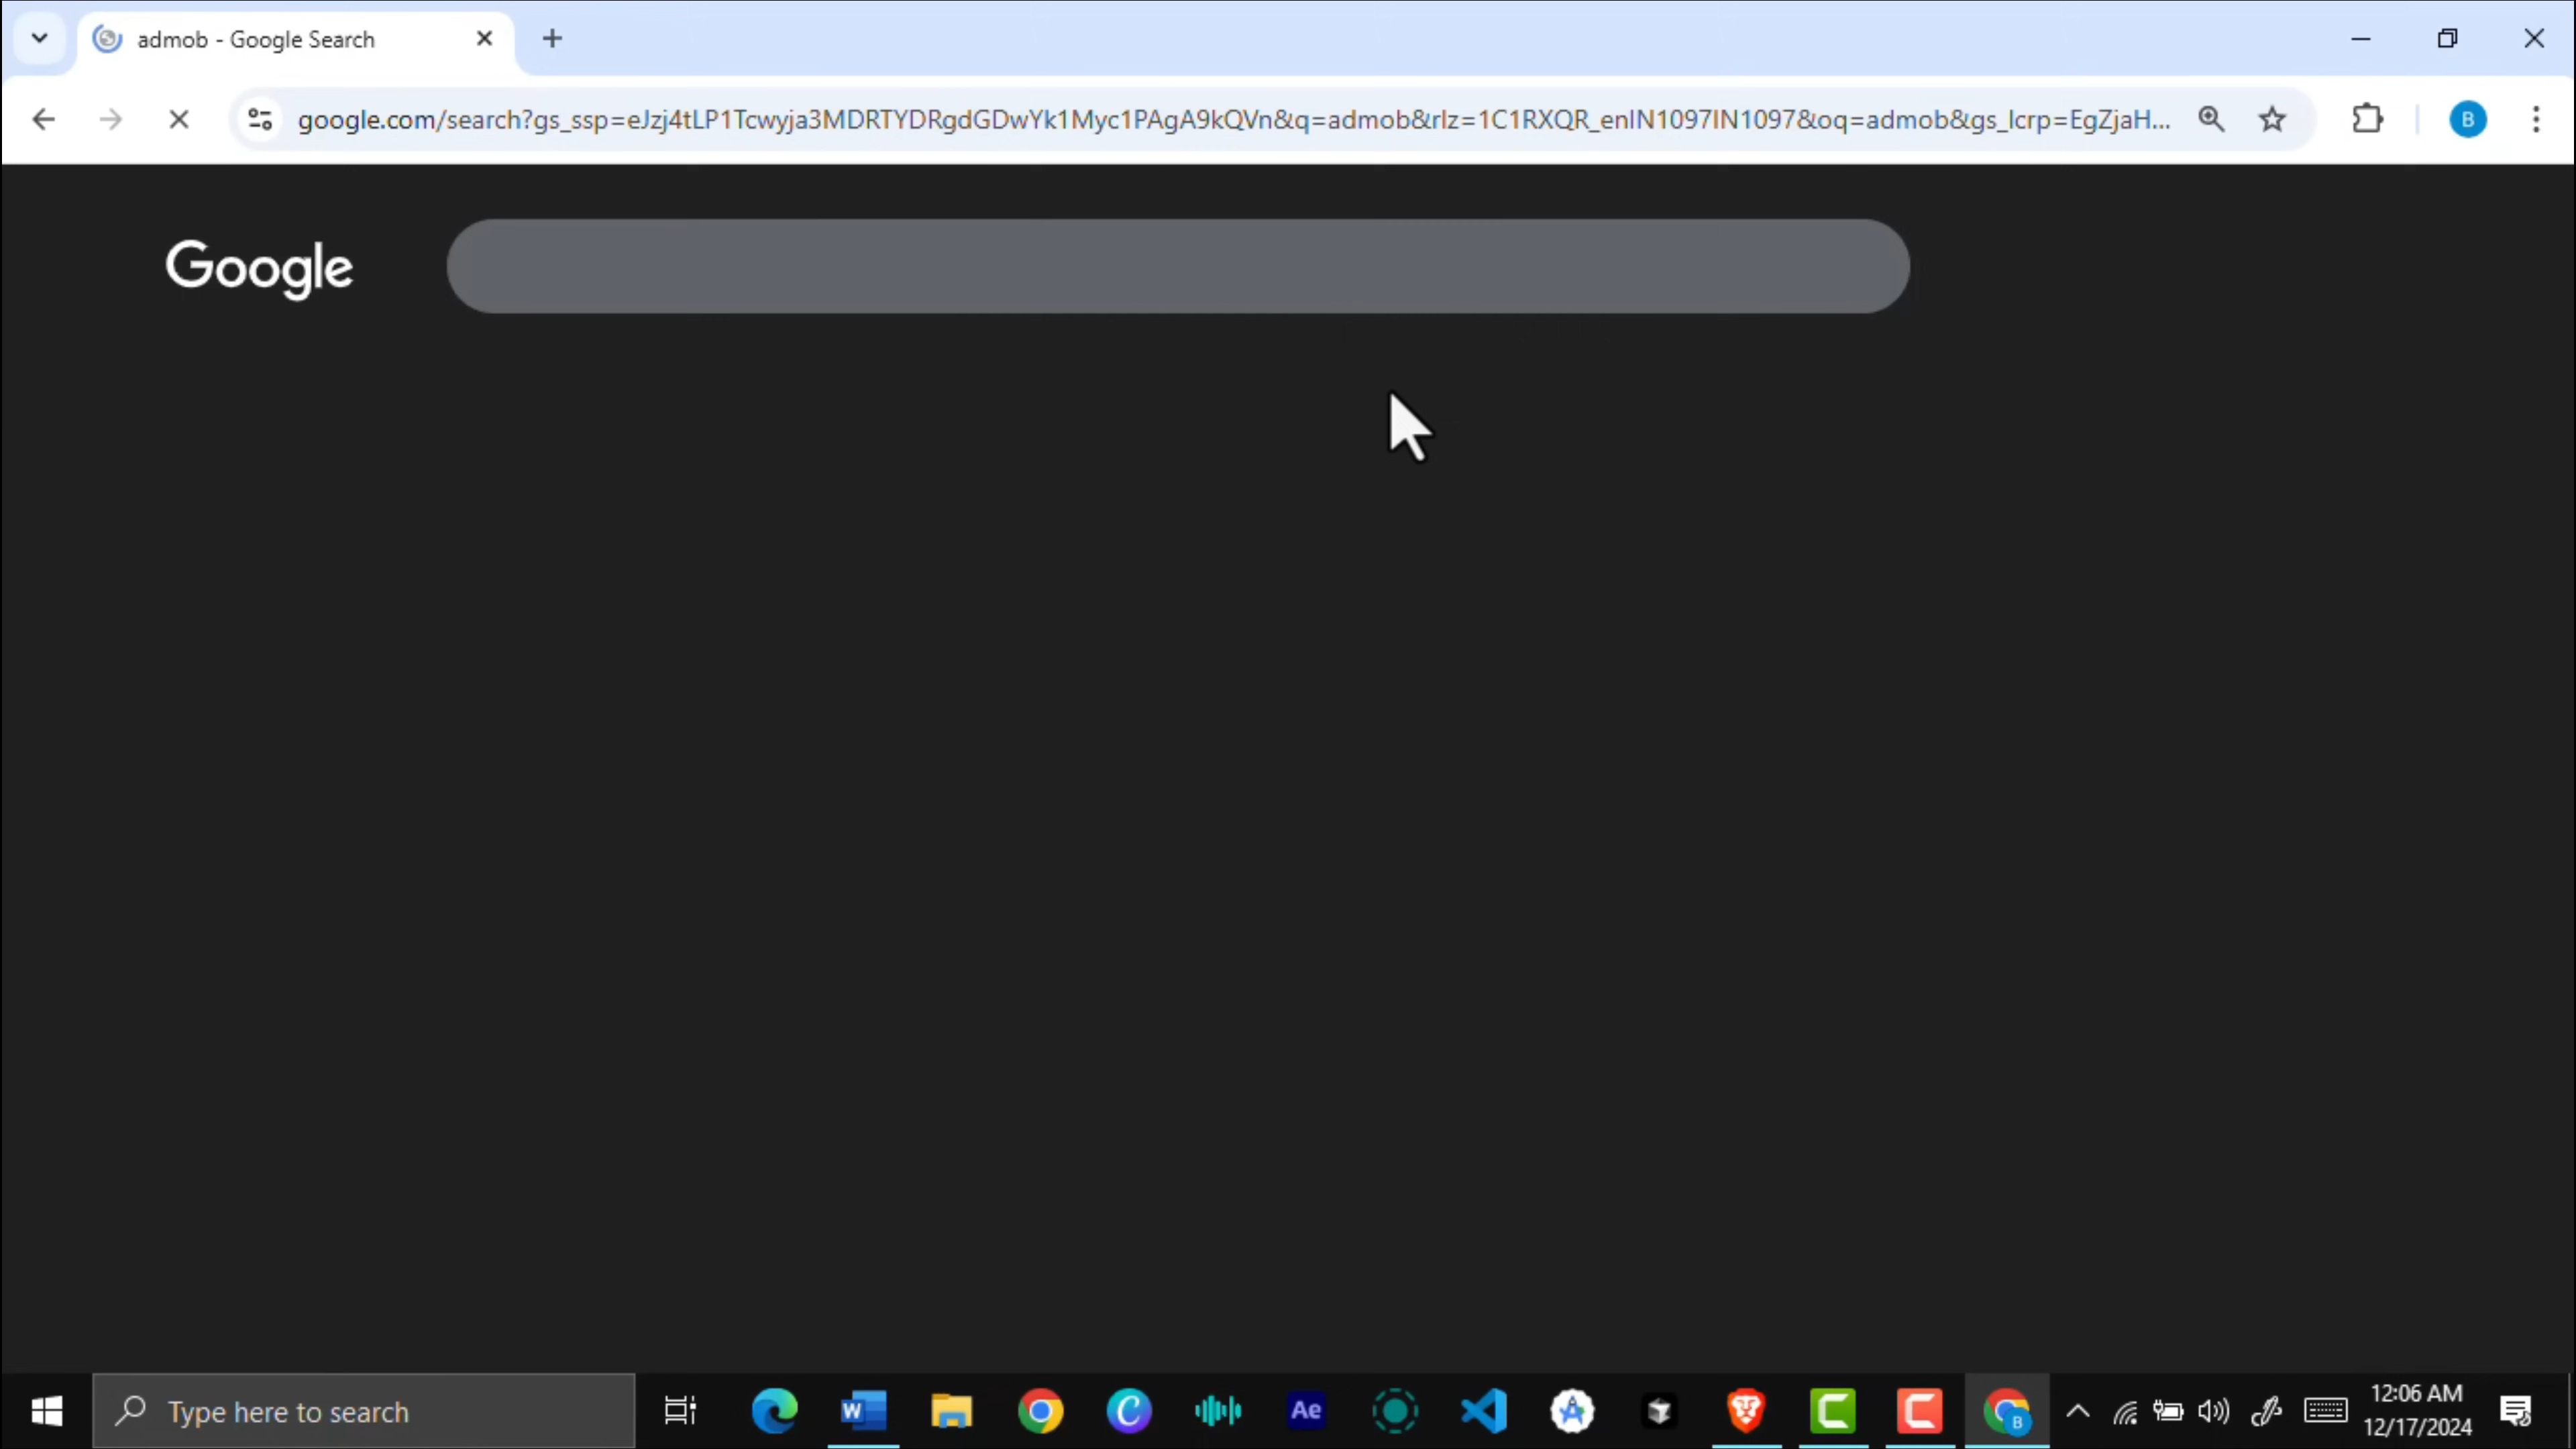 admob - Google Search
google.com/search?gs_ssp=eJzj4tLP1Tcwyja3MDRTYDRgdGDwYk1Myc1PAgA9kQVn&q=admob&rlz=1C1RXQR_enIN1097IN1097&oq=admob&gs_lcrp=EgZjaH...
B
Google
Type here to search
W
C
Ae
C
C
B
12:06 AM
12/17/2024